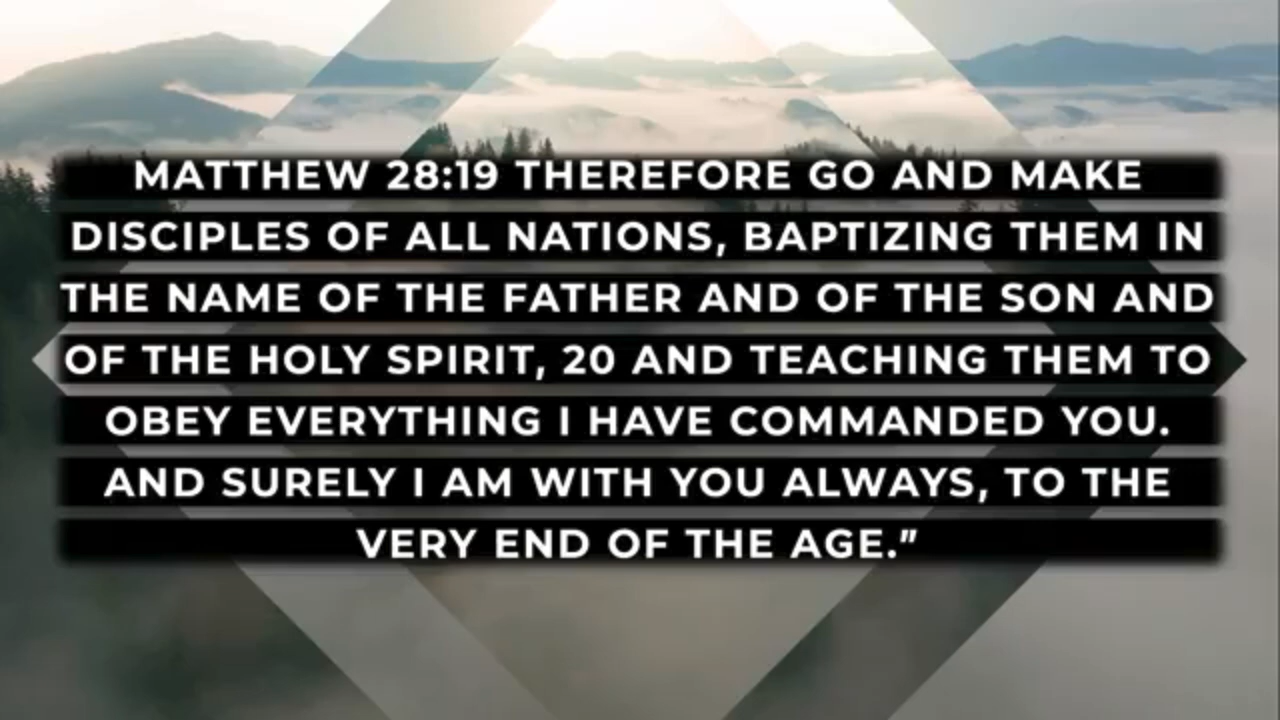 MATTHEW 28:19 THEREFORE GO AND MAKE
DISCIPLES OF ALL NATIONS, BAPTIZING THEM IN
THE NAME OF THE FATHER AND OF THE SON AND
OF THE HOLY SPIRIT, 20 AND TEACHING THEM TO
OBEY EVERYTHING I HAVE COMMANDED YOU.
AND SURELY I AM WITH YOU ALWAYS, TO THE
VERY END OF THE AGE.”